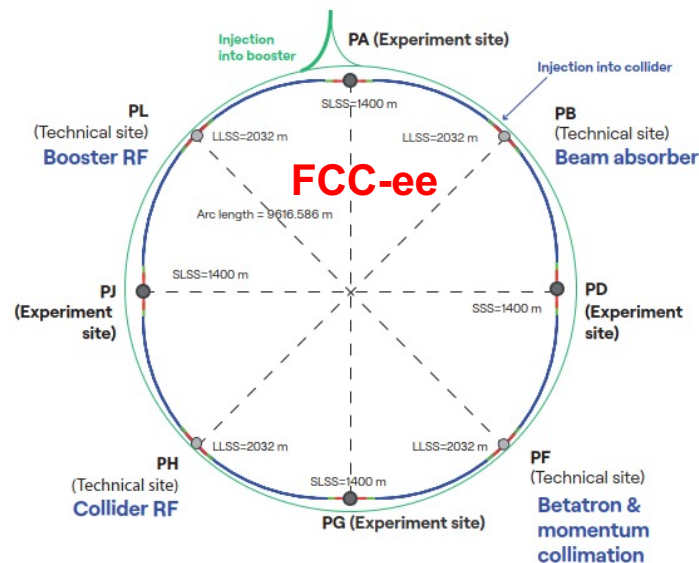 Injection
into booster
PA (Experiment site)
Injection into collider
SLSS=1400 m
PL
(Technical site)
Booster RF
LLSS=2032 m
LLSS=2032 m
PB
(Technical site)
Beam absorber
FCC-ee
Arc length = 9616.586 m
SLSS=1400 m
PJ
(Experiment
site)
SSS=1400 m
PD
(Experiment
site)
LLSS=2032 m
LLSS=2032 m
PH
(Technical site)
Collider RF
SLSS=1400 m
PG (Experiment site)
PF
(Technical site)
Betatron &
momentum
collimation